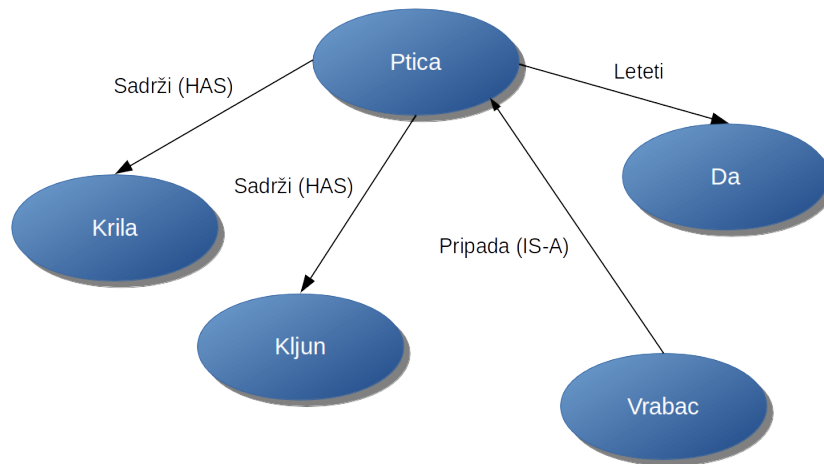 Ptica
Leteti
Sadrži (HAS)
Da
Sadrži (HAS)
Krila
Pripada (IS-A)
Kljun
Vrabac